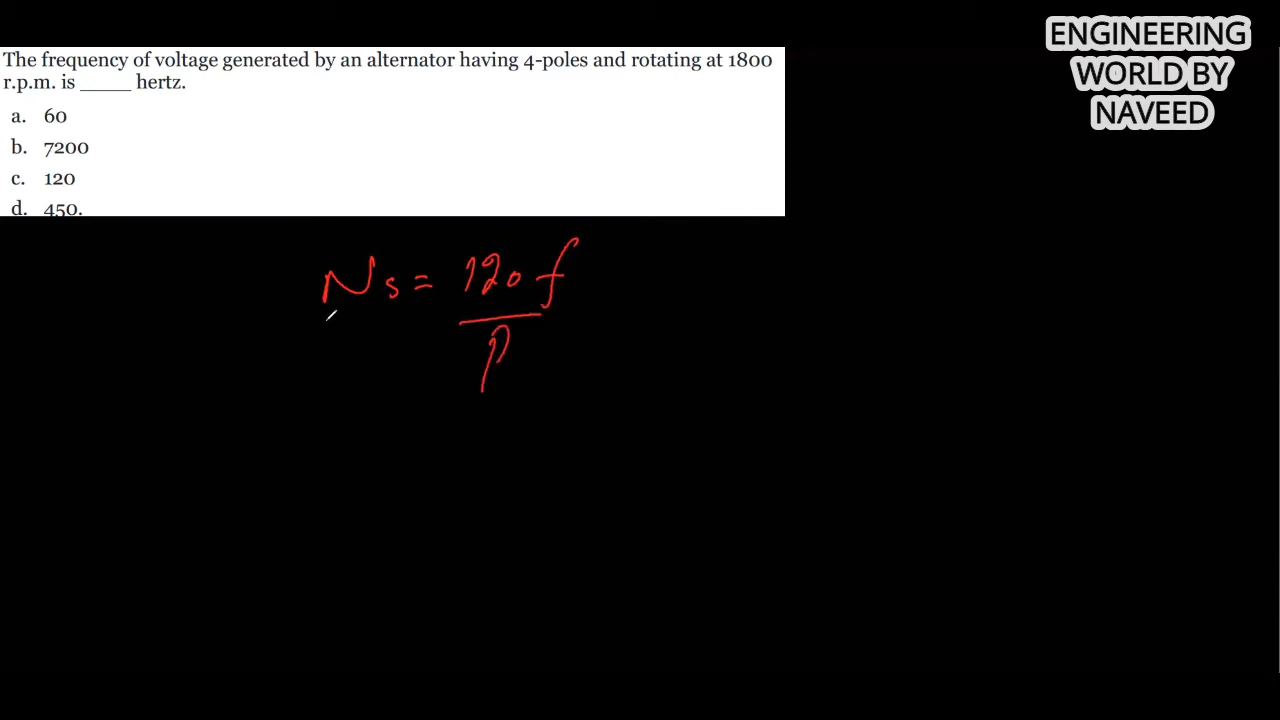 The frequency of voltage generated by an alternator having 4-poles and rotating at 1800
r.p.m. is ____ hertz.
a. 60
b. 7200
c. 120
d. 450.
ENGINEERING
WORLD BY
NAVEED
Ns = 120 f
P